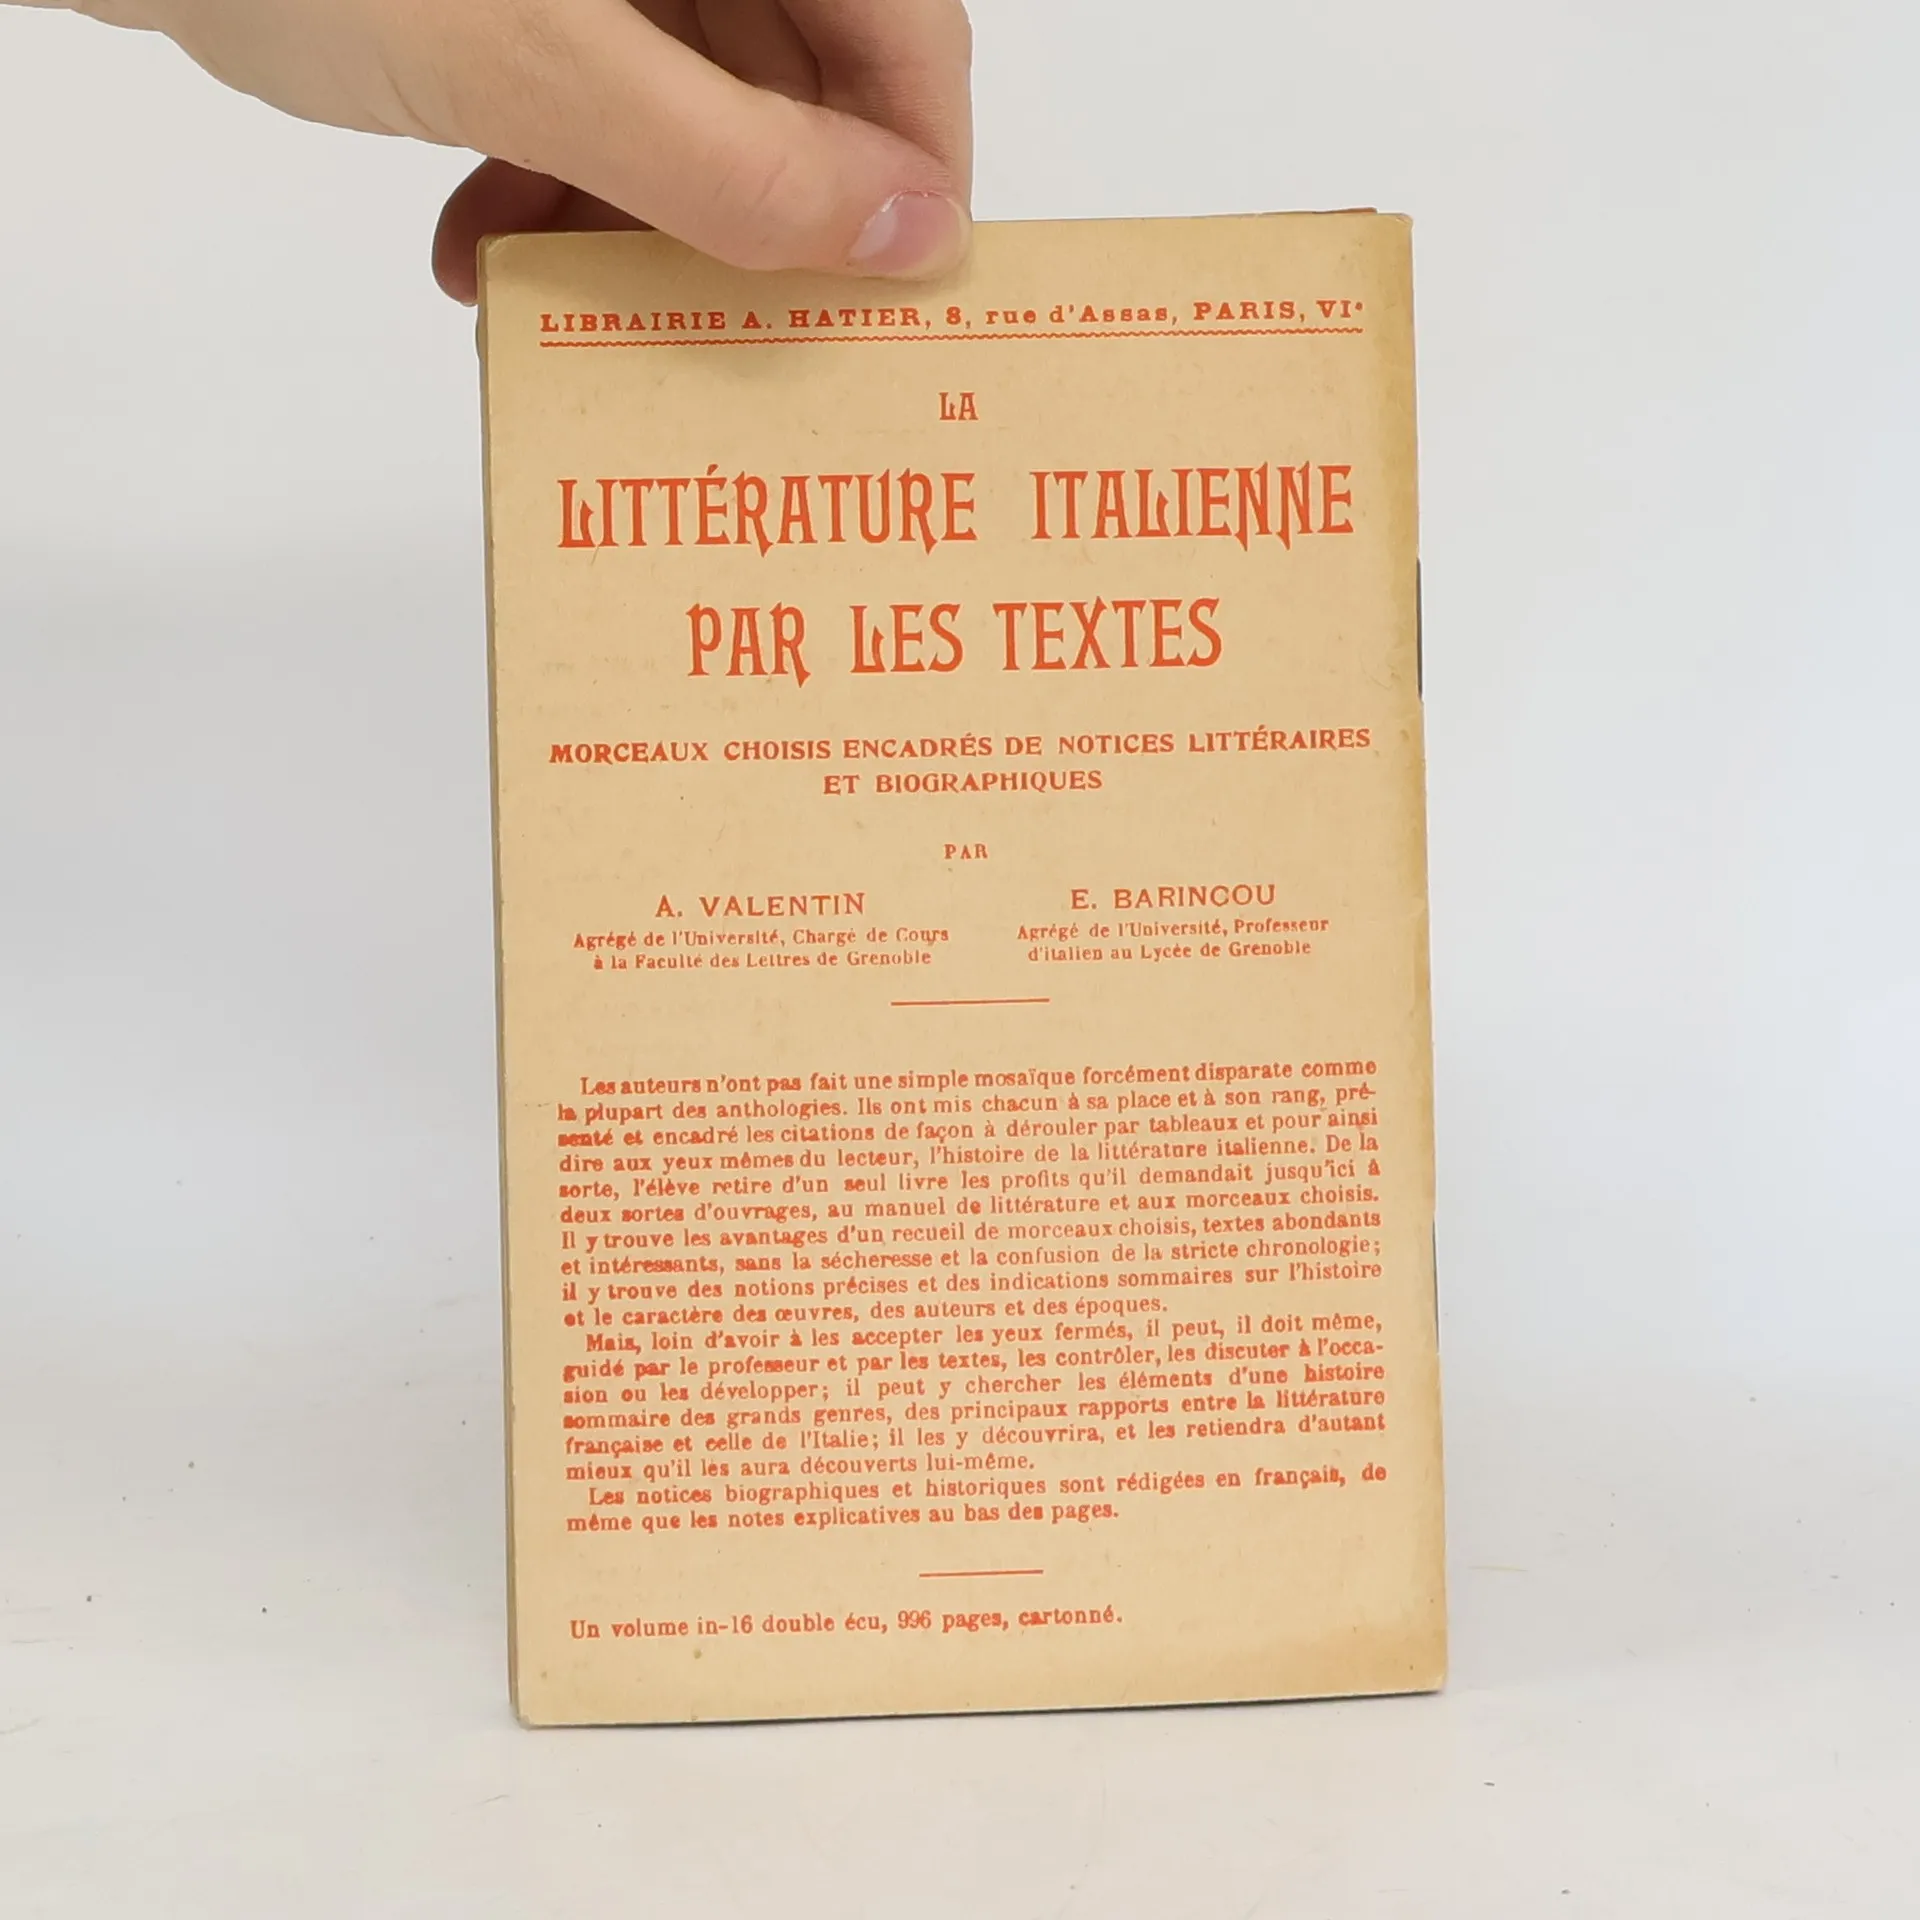 LIBRAIRIE A. HATIER, 8, rue d'Assas, PARIS, VIe
LA
LITTÉRATURE ITALIENNE
PAR LES TEXTES
MORCEAUX CHOISIS ENCADRÉS DE NOTICES LITTÉRAIRES
ET BIOGRAPHIQUES
PAR
A. VALENTIN
Agrégé de l'Université, Chargé de Cours
à la Faculté des Lettres de Grenoble
E. BARINCOU
Agrégé de l'Université, Professeur
d'italien au Lycée de Grenoble
Les auteurs n'ont pas fait une simple mosaïque forcément disparate comme
la plupart des anthologies. Ils ont mis chacun à sa place et à son rang, pré-
senté et encadré les citations de façon à dérouler par tableaux et pour ainsi
dire aux yeux mêmes du lecteur, l'histoire de la littérature italienne. De la
sorte, l'élève retire d'un seul livre les profits qu'il demandait jusqu'ici à
deux sortes d'ouvrages, au manuel de littérature et aux morceaux choisis.
Il y trouve les avantages d'un recueil de morceaux choisis, textes abondants
et intéressants, sans la sécheresse et la confusion de la stricte chronologie;
il y trouve des notions précises et des indications sommaires sur l'histoire
et le caractère des œuvres, des auteurs et des époques.
Mais, loin d'avoir à les accepter les yeux fermés, il peut, il doit même,
guidé par le professeur et par les textes, les contrôler, les discuter à l'occa-
sion ou les développer; il peut y chercher les éléments d'une histoire
sommaire des grands genres, des principaux rapports entre la littérature
française et celle de l'Italie; il les y découvrira, et les retiendra d'autant
mieux qu'il les aura découverts lui-même.
Les notices biographiques et historiques sont rédigées en français, de
même que les notes explicatives au bas des pages.
Un volume in-16 double écu, 996 pages, cartonné.